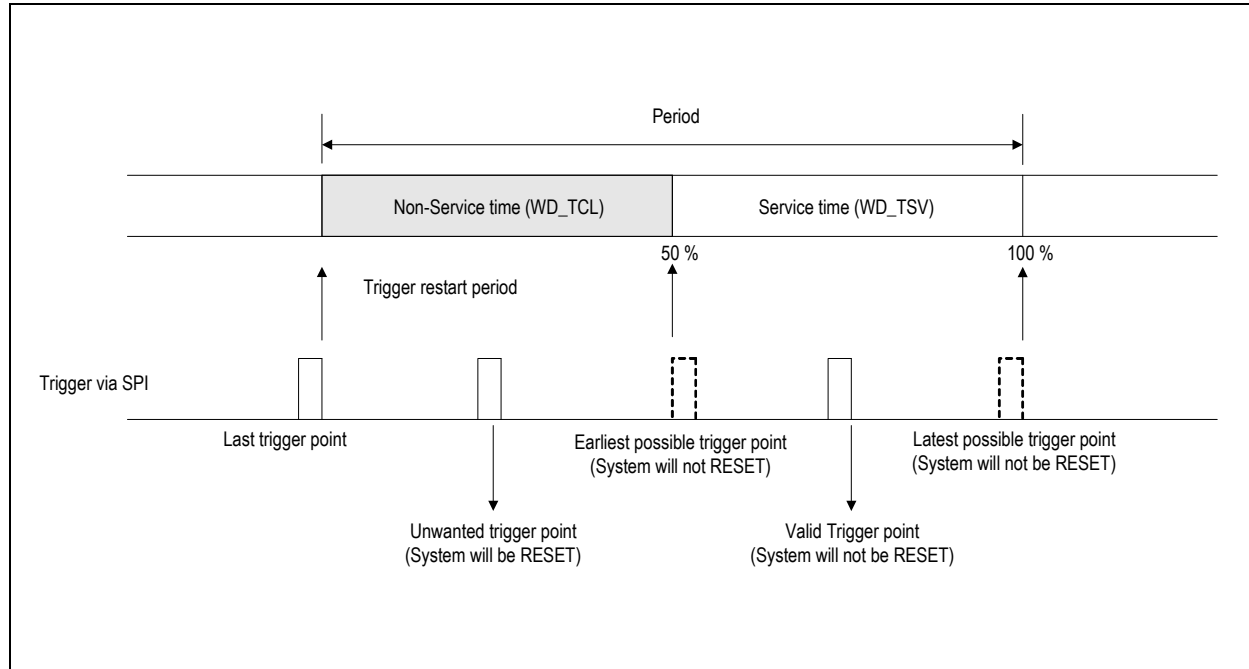 Period
Non-Service time (WD_TCL)
Service time (WD_TSV)
50 %
100 %
Trigger restart period
Trigger via SPI
Last trigger point
Earliest possible trigger point
(System will not RESET)
Latest possible trigger point
(System will not be RESET)
Unwanted trigger point
(System will be RESET)
Valid Trigger point
(System will not be RESET)